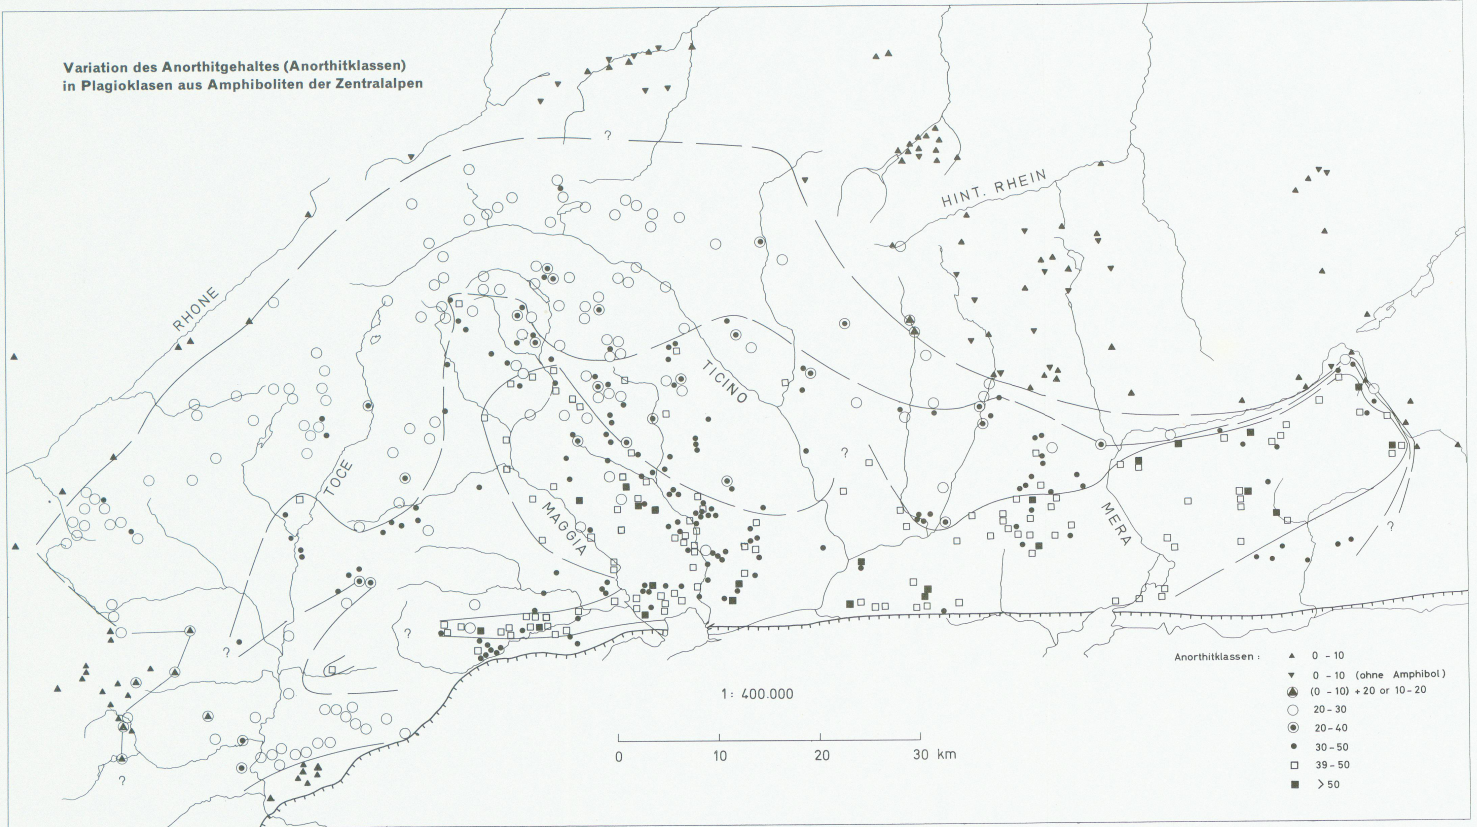 Variation des Anorthitgehaltes (Anorthitklassen)
in Plagioklasen aus Amphiboliten der Zentralalpen
?
HINT. RHEIN
RHONE
TICINO
?
TOCE
MAGGIA
MERA
?
?
?
?
Anorthitklassen :
0 - 10
0 - 10 (ohne Amphibol)
(0 - 10) + 20 or 10 - 20
20 - 30
20 - 40
30 - 50
39 - 50
> 50
1: 400.000
0 10 20 30 km